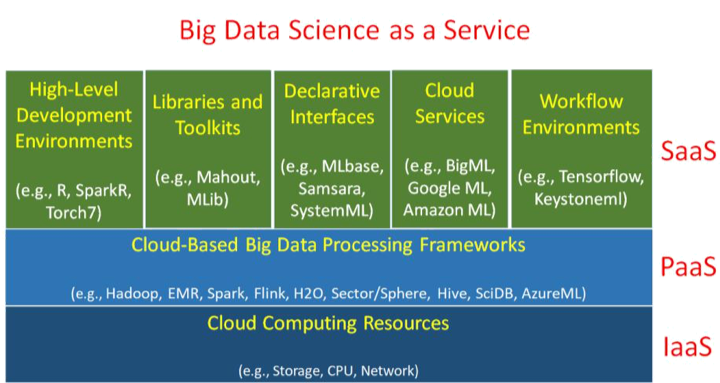 Big Data Science as a Service
High-Level
Development
Environments
(e.g., R, SparkR,
Torch7)
Libraries and
Toolkits
(e.g., Mahout,
MLib)
Declarative
Interfaces
(e.g., MLbase,
Samsara,
SystemML)
Cloud
Services
(e.g., BigML,
Google ML,
Amazon ML)
Workflow
Environments
(e.g., Tensorflow,
Keystoneml)
SaaS
Cloud-Based Big Data Processing Frameworks
(e.g., Hadoop, EMR, Spark, Flink, H2O, Sector/Sphere, Hive, SciDB, AzureML)
PaaS
Cloud Computing Resources
(e.g., Storage, CPU, Network)
IaaS